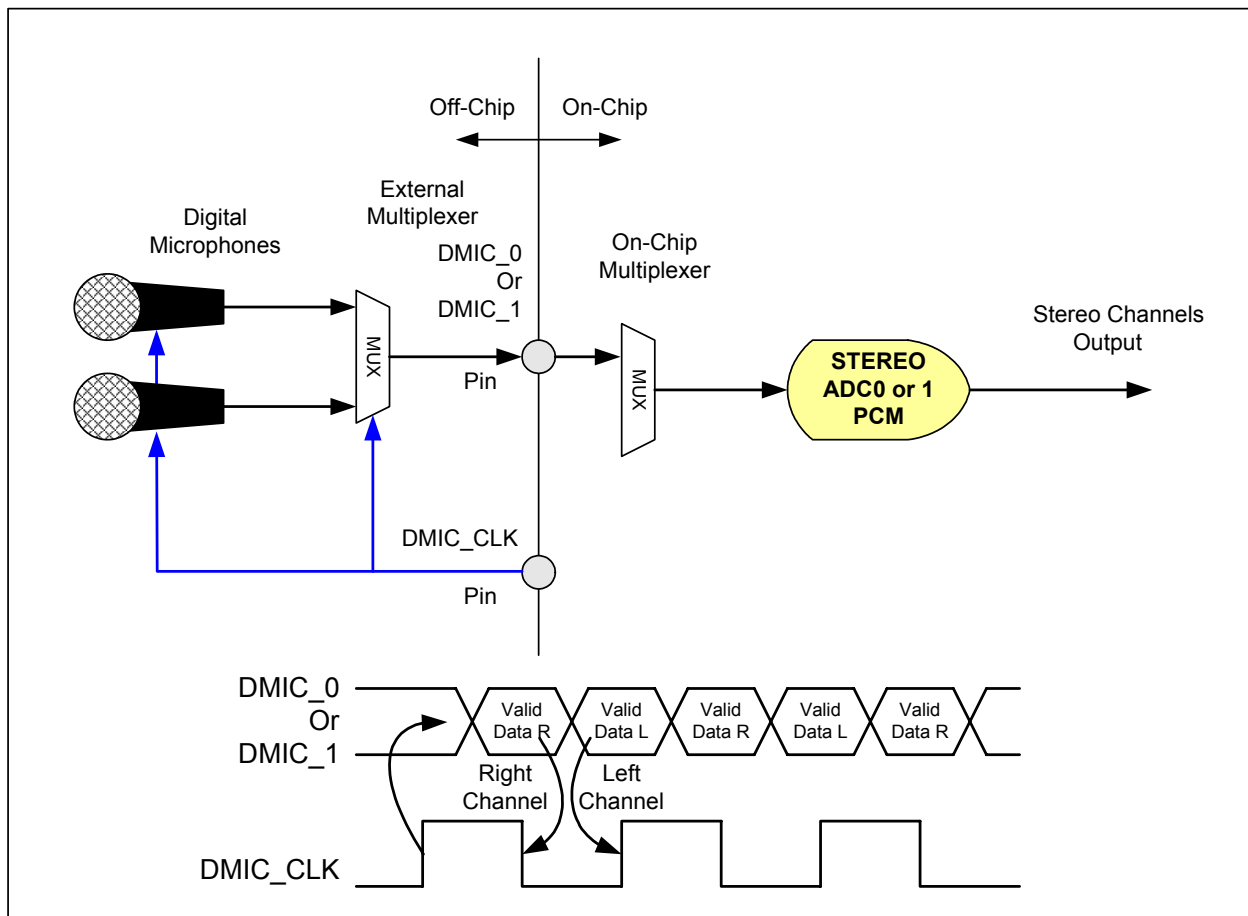 Off-Chip
On-Chip
External
Multiplexer
Digital
Microphones
DMIC_0
Or
DMIC_1
On-Chip
Multiplexer
Stereo Channels
Output
MUX
Pin
MUX
STEREO
ADC0 or 1
PCM
DMIC_CLK
Pin
DMIC_0
Or
DMIC_1
Valid
Data R
Valid
Data L
Valid
Data R
Valid
Data L
Valid
Data R
Right
Channel
Left
Channel
DMIC_CLK